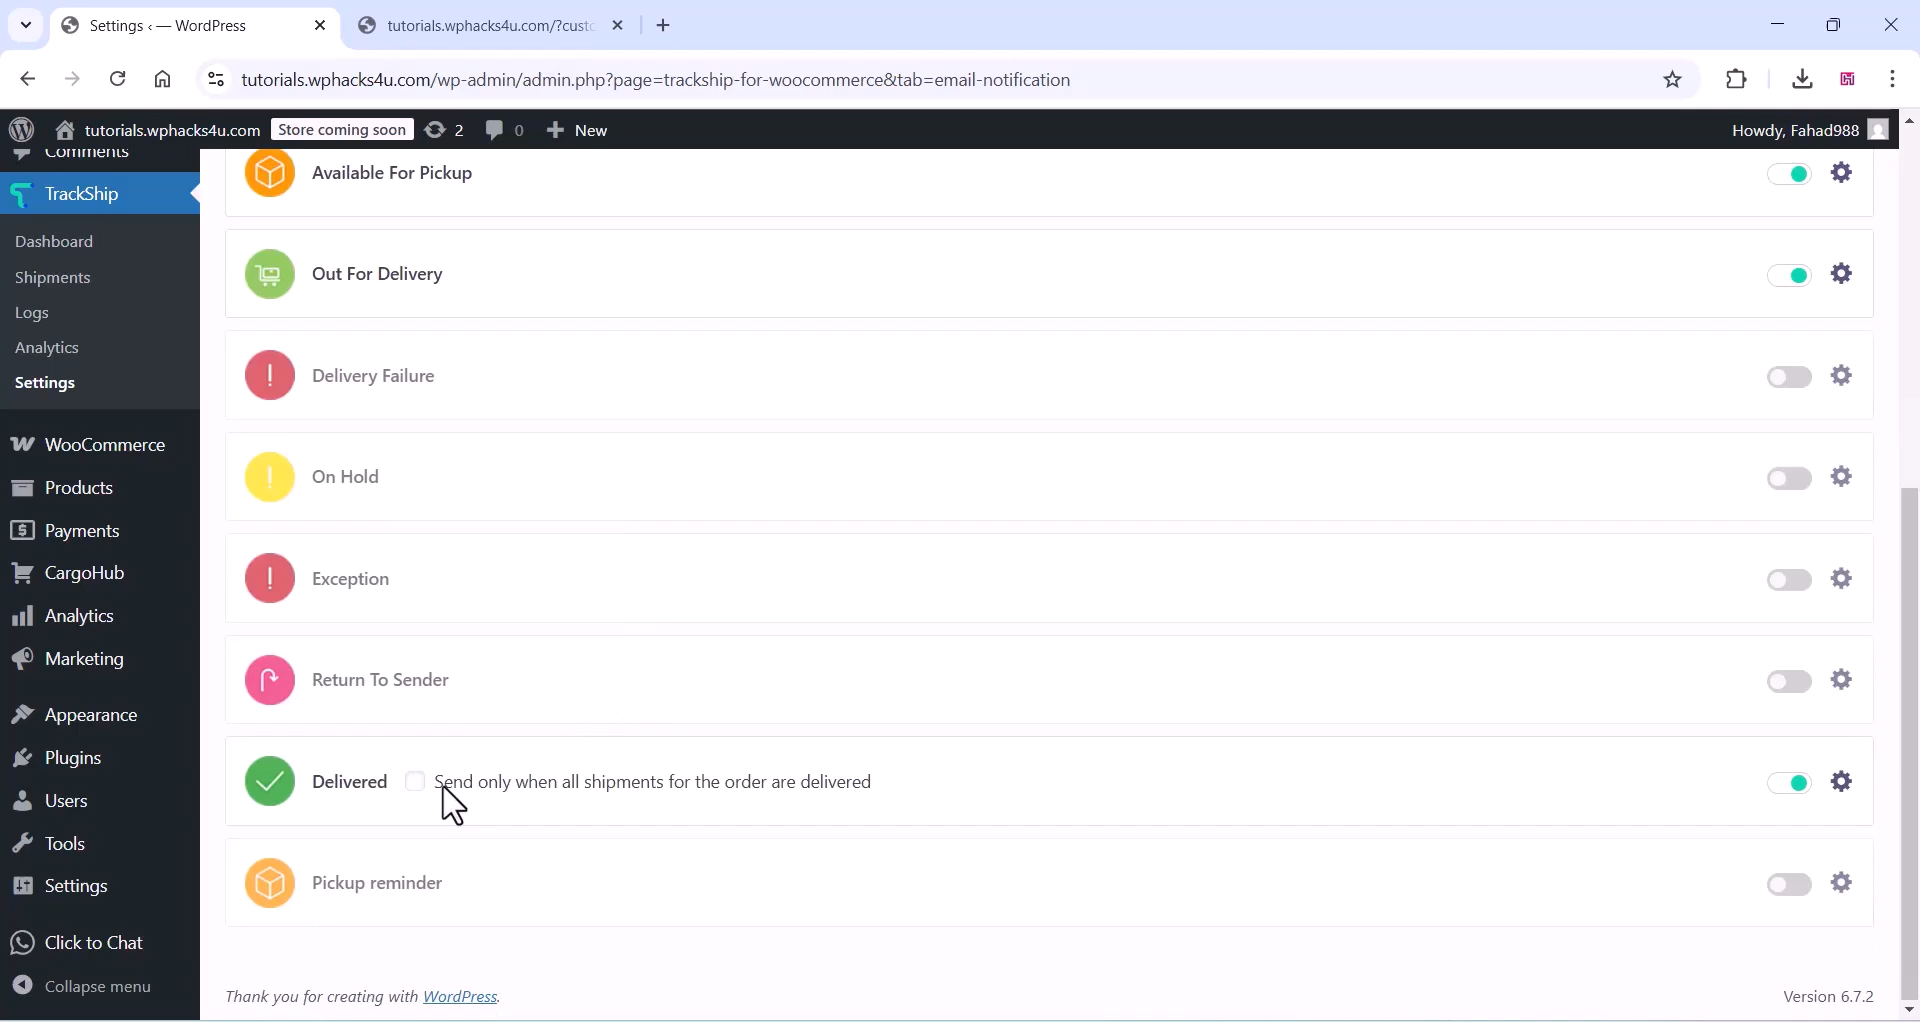 Settings ‹ — WordPress
tutorials.wphacks4u.com/?custo
tutorials.wphacks4u.com/wp-admin/admin.php?page=trackship-for-woocommerce&tab=email-notification
tutorials.wphacks4u.com Store coming soon 2 0 New Howdy, Fahad988
Comments
TrackShip
Dashboard
Shipments
Logs
Analytics
Settings
WooCommerce
Products
Payments
CargoHub
Analytics
Marketing
Appearance
Plugins
Users
Tools
Settings
Click to Chat
Collapse menu
Available For Pickup
Out For Delivery
Delivery Failure
On Hold
Exception
Return To Sender
Delivered Send only when all shipments for the order are delivered
Pickup reminder
Thank you for creating with WordPress. Version 6.7.2